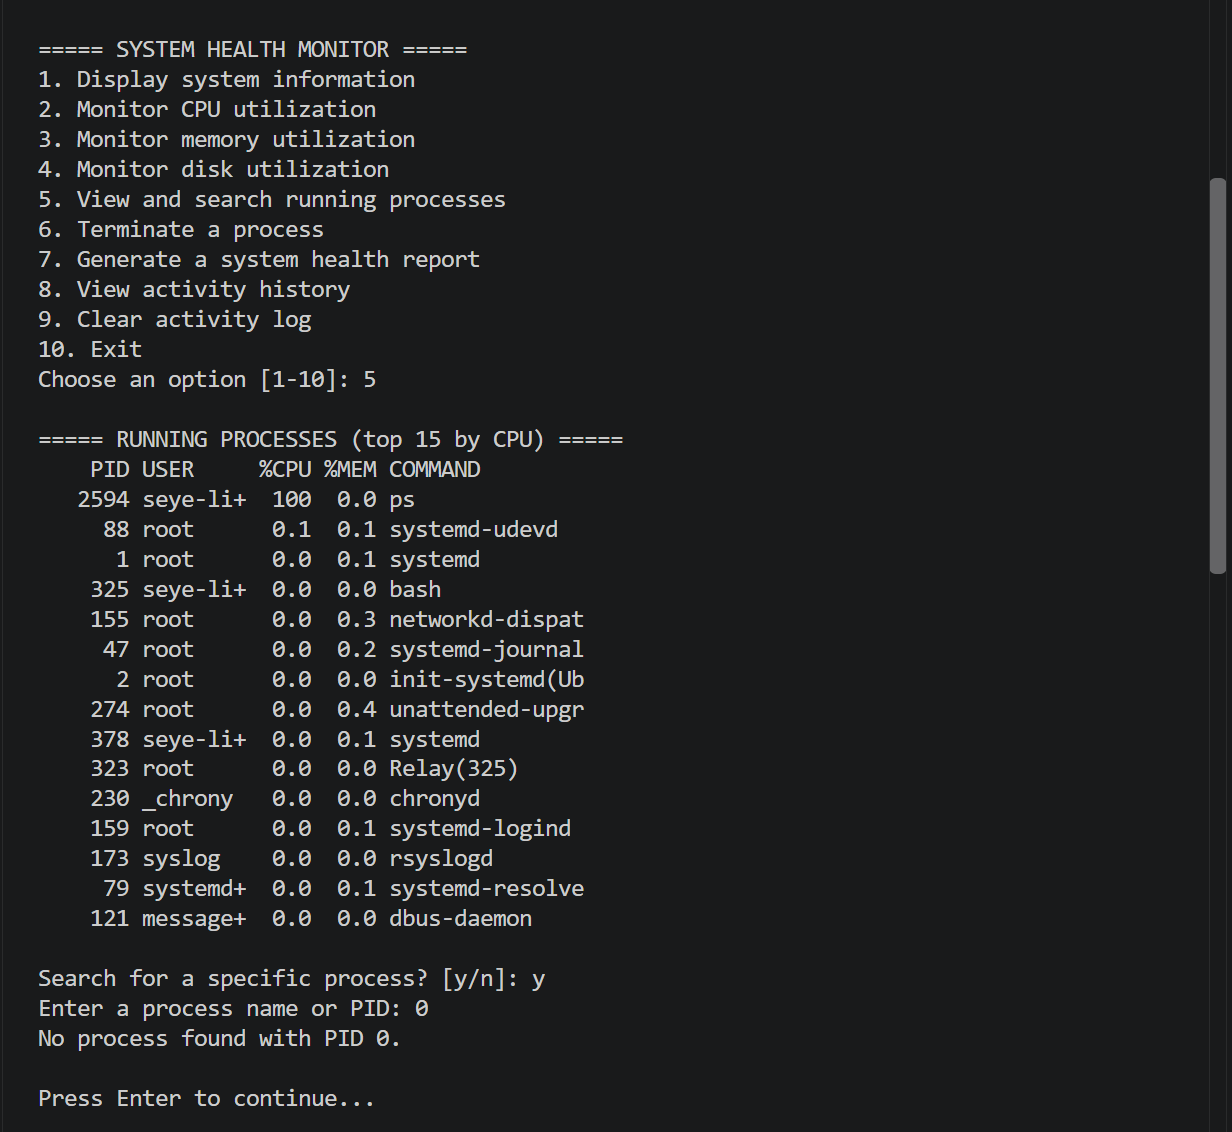 ===== SYSTEM HEALTH MONITOR =====
1. Display system information
2. Monitor CPU utilization
3. Monitor memory utilization
4. Monitor disk utilization
5. View and search running processes
6. Terminate a process
7. Generate a system health report
8. View activity history
9. Clear activity log
10. Exit
Choose an option [1-10]: 5

===== RUNNING PROCESSES (top 15 by CPU) =====
    PID USER     %CPU %MEM COMMAND
   2594 seye-li+  100  0.0 ps
     88 root      0.1  0.1 systemd-udevd
      1 root      0.0  0.1 systemd
    325 seye-li+  0.0  0.0 bash
    155 root      0.0  0.3 networkd-dispat
     47 root      0.0  0.2 systemd-journal
      2 root      0.0  0.0 init-systemd(Ub
    274 root      0.0  0.4 unattended-upgr
    378 seye-li+  0.0  0.1 systemd
    323 root      0.0  0.0 Relay(325)
    230 _chrony   0.0  0.0 chronyd
    159 root      0.0  0.1 systemd-logind
    173 syslog    0.0  0.0 rsyslogd
     79 systemd+  0.0  0.1 systemd-resolve
    121 message+  0.0  0.0 dbus-daemon

Search for a specific process? [y/n]: y
Enter a process name or PID: 0
No process found with PID 0.

Press Enter to continue...